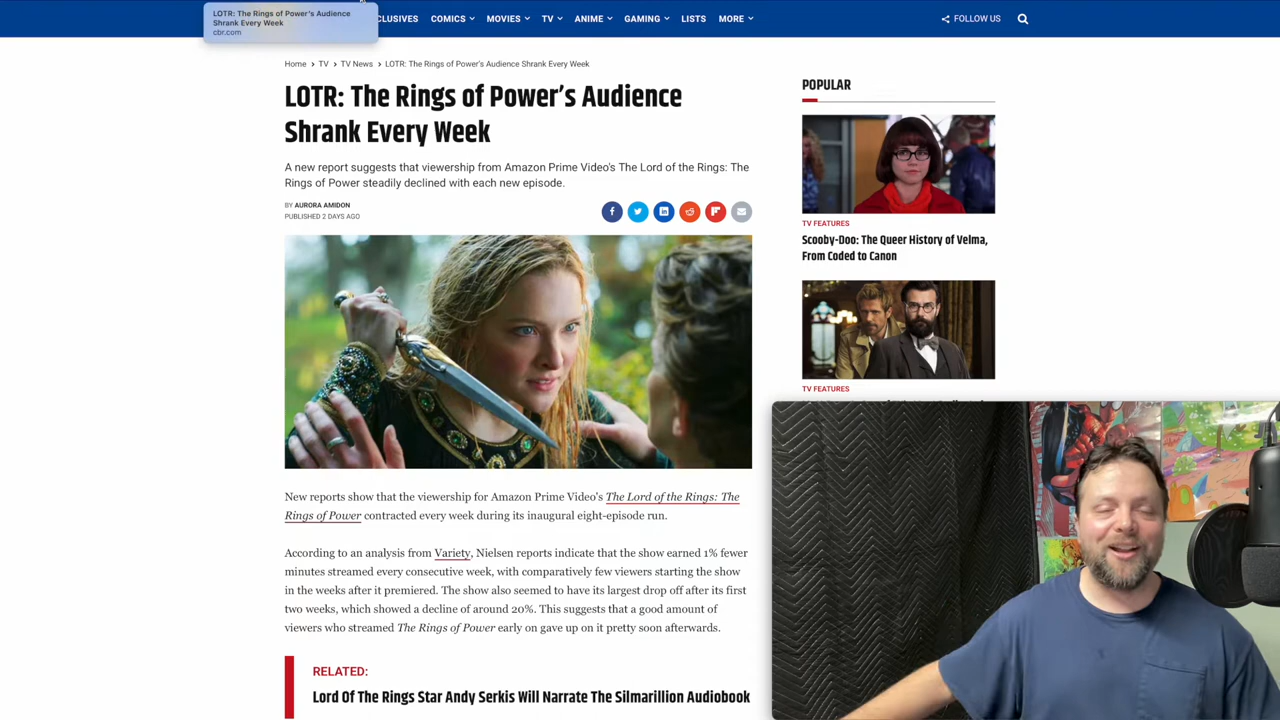 LOTR: The Rings of Power's Audience
Shrank Every Week
cbr.com
CLUSIVES COMICS MOVIES TV ANIME GAMING LISTS MORE FOLLOW US
Home > TV > TV News > LOTR: The Rings of Power's Audience Shrank Every Week
LOTR: The Rings of Power's Audience
Shrank Every Week
A new report suggests that viewership from Amazon Prime Video's The Lord of the Rings: The
Rings of Power steadily declined with each new episode.
BY AURORA AMIDON
PUBLISHED 2 DAYS AGO
New reports show that the viewership for Amazon Prime Video's The Lord of the Rings: The
Rings of Power contracted every week during its inaugural eight-episode run.
According to an analysis from Variety, Nielsen reports indicate that the show earned 1% fewer
minutes streamed every consecutive week, with comparatively few viewers starting the show
in the weeks after it premiered. The show also seemed to have its largest drop off after its first
two weeks, which showed a decline of around 20%. This suggests that a good amount of
viewers who streamed The Rings of Power early on gave up on it pretty soon afterwards.
RELATED:
Lord Of The Rings Star Andy Serkis Will Narrate The Silmarillion Audiobook
POPULAR
TV FEATURES
Scooby-Doo: The Queer History of Velma,
From Coded to Canon
TV FEATURES